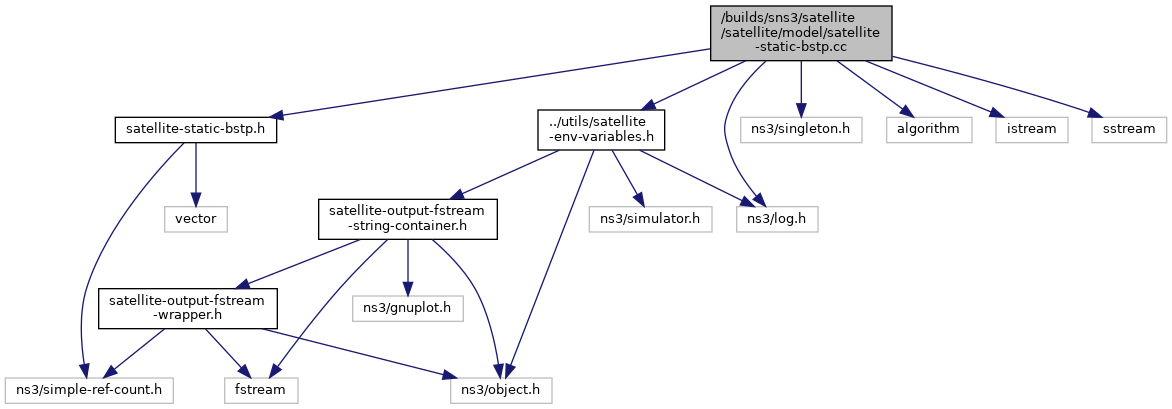 /builds/sns3/satellite
/satellite/model/satellite
-static-bstp.cc
satellite-static-bstp.h
../utils/satellite
-env-variables.h
ns3/singleton.h
algorithm
istream
sstream
vector
satellite-output-fstream
-string-container.h
ns3/simulator.h
ns3/log.h
satellite-output-fstream
-wrapper.h
ns3/gnuplot.h
ns3/simple-ref-count.h
fstream
ns3/object.h